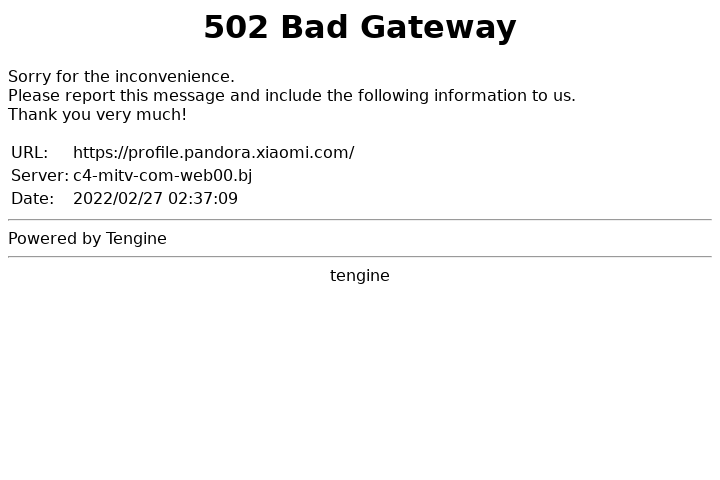 502 Bad Gateway
Sorry for the inconvenience.
Please report this message and include the following information to us.
Thank you very much!
URL: https://profile.pandora.xiaomi.com/
Server: c4-mitv-com-web00.bj
Date: 2022/02/27 02:37:09
Powered by Tengine
tengine